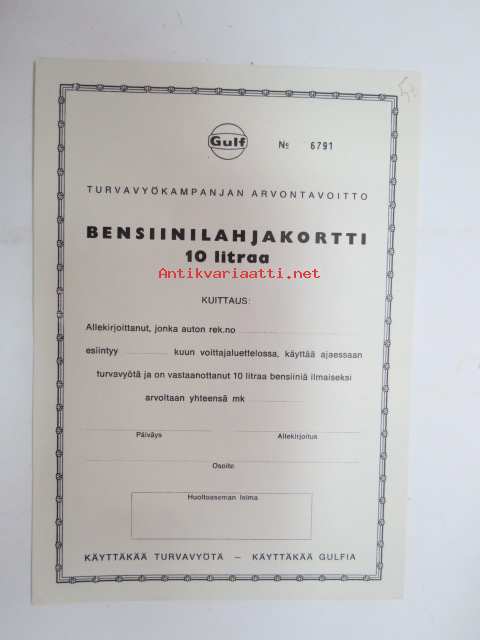 Gulf
№ 6791
TURVAVYÖKAMPANJAN ARVONTAVOITTO
BENSIINILAHJAKORTTI
10 litraa
Antikvariaatti.net
KUITTAUS:
Allekirjoittanut, jonka auton rek.no
esiintyy kuun voittajaluettelossa, käyttää ajaessaan
turvavyötä ja on vastaanottanut 10 litraa bensiiniä ilmaiseksi
arvoltaan yhteensä mk
Päiväys Allekirjoitus
Osoite
Huoltoaseman leima
KÄYTTÄKÄÄ TURVAVYÖTÄ — KÄYTTÄKÄÄ GULFIA